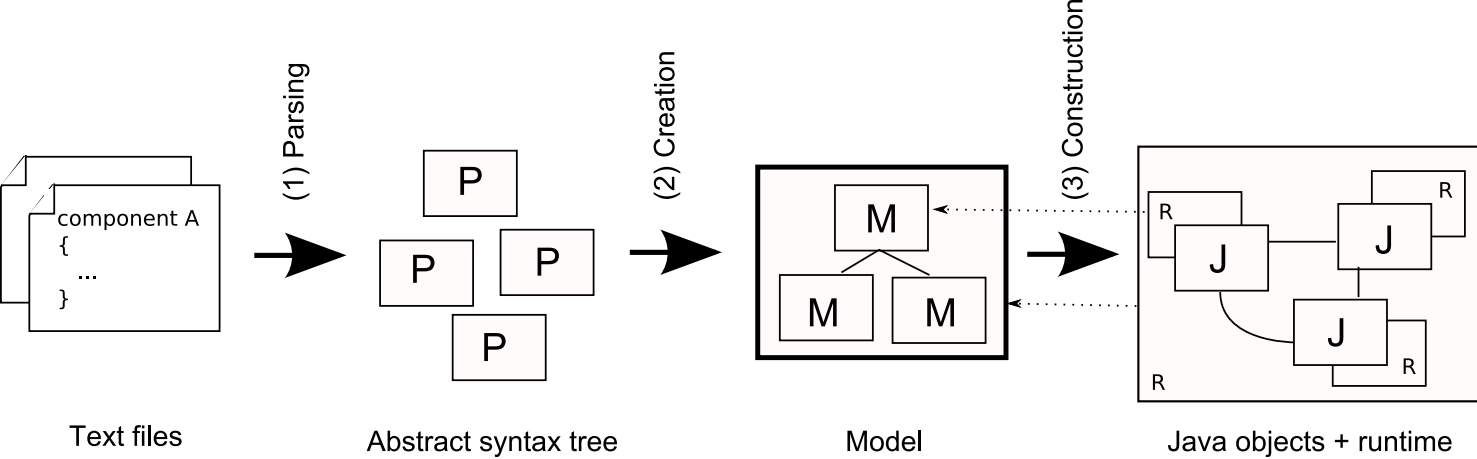 (1) Parsing
(2) Creation
(3) Construction
component A
{
...
}
P
P
P
P
M
M
M
R
J
R
J
J
R
R
Text files
Abstract syntax tree
Model
Java objects + runtime